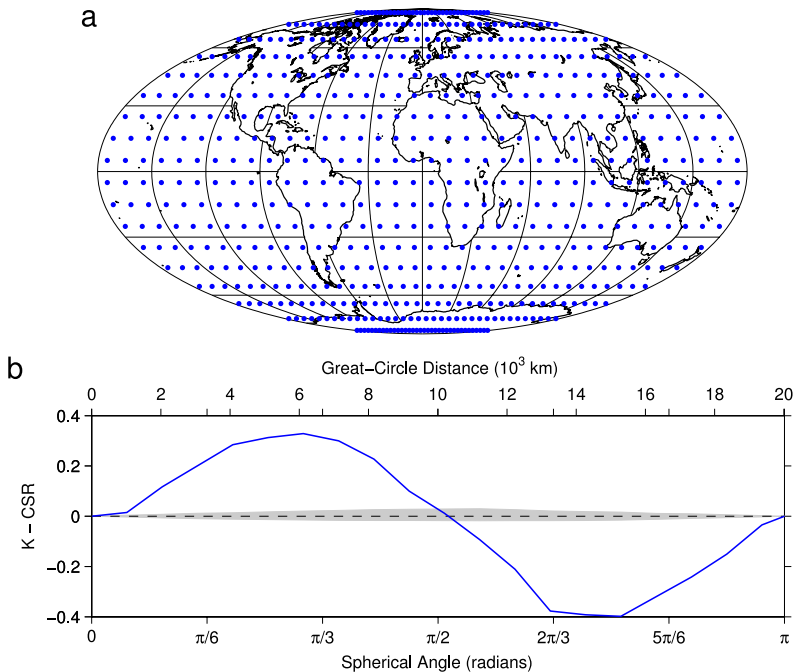 a
b
Great−Circle Distance (10³ km)
0 2 4 6 8 10 12 14 16 18 20
0.4
0.2
0
−0.2
−0.4
K − CSR
0 π/6 π/3 π/2 2π/3 5π/6 π
Spherical Angle (radians)